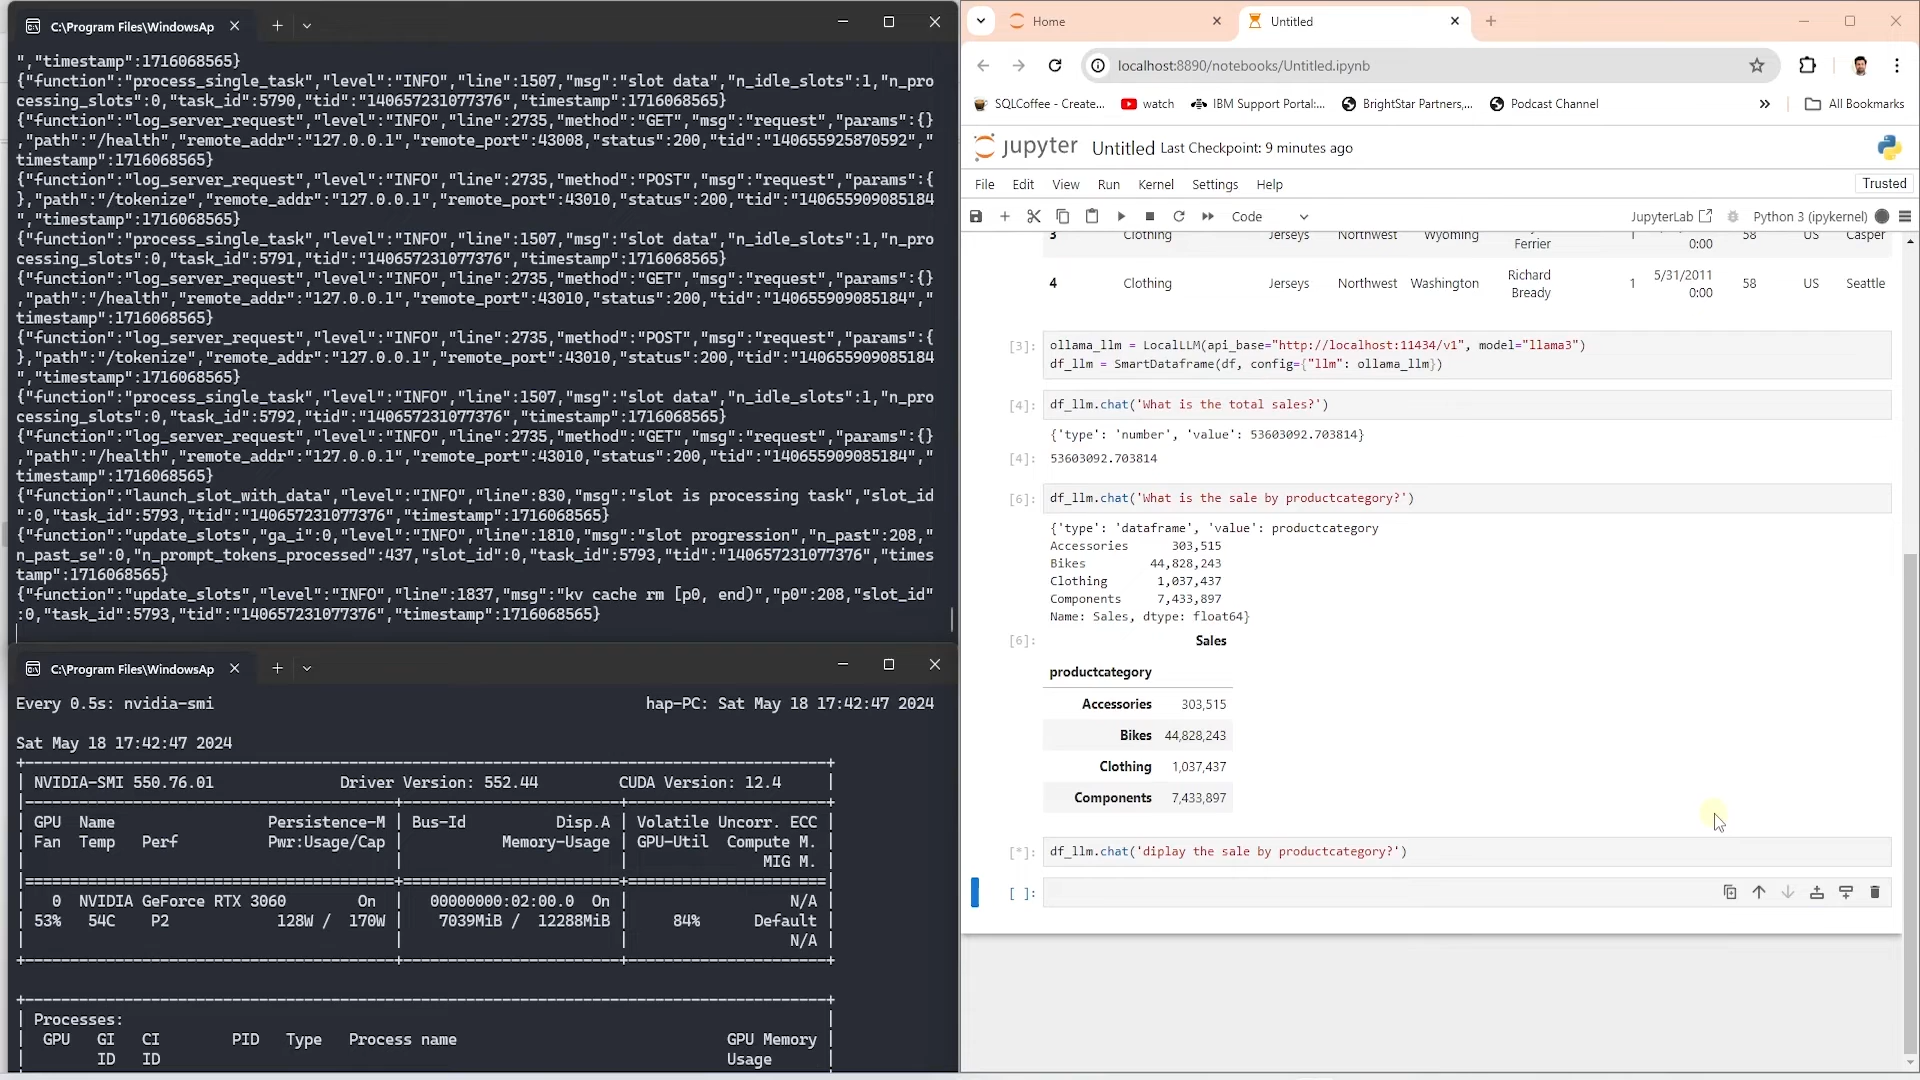 C:\Program Files\WindowsAp
","timestamp":1716068565}
{"function":"process_single_task","level":"INFO","line":1507,"msg":"slot data","n_idle_slots":1,"n_pro
cessing_slots":0,"task_id":5790,"tid":"140657231077376","timestamp":1716068565}
{"function":"log_server_request","level":"INFO","line":2735,"method":"GET","msg":"request","params":{}
,"path":"/health","remote_addr":"127.0.0.1","remote_port":43008,"status":200,"tid":"140655925870592","
timestamp":1716068565}
{"function":"log_server_request","level":"INFO","line":2735,"method":"POST","msg":"request","params":{
},"path":"/tokenize","remote_addr":"127.0.0.1","remote_port":43010,"status":200,"tid":"140655909085184
","timestamp":1716068565}
{"function":"process_single_task","level":"INFO","line":1507,"msg":"slot data","n_idle_slots":1,"n_pro
cessing_slots":0,"task_id":5791,"tid":"140657231077376","timestamp":1716068565}
{"function":"log_server_request","level":"INFO","line":2735,"method":"GET","msg":"request","params":{}
,"path":"/health","remote_addr":"127.0.0.1","remote_port":43010,"status":200,"tid":"140655909085184","
timestamp":1716068565}
{"function":"log_server_request","level":"INFO","line":2735,"method":"POST","msg":"request","params":{
},"path":"/tokenize","remote_addr":"127.0.0.1","remote_port":43010,"status":200,"tid":"140655909085184
","timestamp":1716068565}
{"function":"process_single_task","level":"INFO","line":1507,"msg":"slot data","n_idle_slots":1,"n_pro
cessing_slots":0,"task_id":5792,"tid":"140657231077376","timestamp":1716068565}
{"function":"log_server_request","level":"INFO","line":2735,"method":"GET","msg":"request","params":{}
,"path":"/health","remote_addr":"127.0.0.1","remote_port":43010,"status":200,"tid":"140655909085184","
timestamp":1716068565}
{"function":"launch_slot_with_data","level":"INFO","line":830,"msg":"slot is processing task","slot_id
":0,"task_id":5793,"tid":"140657231077376","timestamp":1716068565}
{"function":"update_slots","ga_i":0,"level":"INFO","line":1810,"msg":"slot progression","n_past":208,"
n_past_se":0,"n_prompt_tokens_processed":437,"slot_id":0,"task_id":5793,"tid":"140657231077376","times
tamp":1716068565}
{"function":"update_slots","level":"INFO","line":1837,"msg":"kv cache rm [p0, end)","p0":208,"slot_id"
:0,"task_id":5793,"tid":"140657231077376","timestamp":1716068565}
C:\Program Files\WindowsAp
Every 0.5s: nvidia-smi hap-PC: Sat May 18 17:42:47 2024
Sat May 18 17:42:47 2024
NVIDIA-SMI 550.76.01 Driver Version: 552.44 CUDA Version: 12.4
GPU Name Persistence-M | Bus-Id Disp.A | Volatile Uncorr. ECC
Fan Temp Perf Pwr:Usage/Cap | Memory-Usage | GPU-Util Compute M.
MIG M.
0 NVIDIA GeForce RTX 3060 On | 00000000:02:00.0 On | N/A
53% 54C P2 128W / 170W | 7039MiB / 12288MiB | 84% Default
N/A
Processes:
GPU GI CI PID Type Process name GPU Memory
ID ID Usage
Home Untitled
localhost:8890/notebooks/Untitled.ipynb
SQLCoffee - Create... watch IBM Support Portal:... BrightStar Partners,... Podcast Channel » All Bookmarks
jupyter Untitled Last Checkpoint: 9 minutes ago
File Edit View Run Kernel Settings Help Trusted
Code JupyterLab Python 3 (ipykernel)
3 Clothing Jerseys Northwest Wyoming Ferrier 1 0:00 58 US Casper
4 Clothing Jerseys Northwest Washington Richard Bready 1 5/31/2011 0:00 58 US Seattle
[3]: ollama_llm = LocalLLM(api_base="http://localhost:11434/v1", model="llama3")
df_llm = SmartDataframe(df, config={"llm": ollama_llm})
[4]: df_llm.chat('What is the total sales?')
{'type': 'number', 'value': 53603092.703814}
[4]: 53603092.703814
[6]: df_llm.chat('What is the sale by productcategory?')
{'type': 'dataframe', 'value': productcategory
Accessories 303,515
Bikes 44,828,243
Clothing 1,037,437
Components 7,433,897
Name: Sales, dtype: float64}
[6]: Sales
productcategory
Accessories 303,515
Bikes 44,828,243
Clothing 1,037,437
Components 7,433,897
[*]: df_llm.chat('diplay the sale by productcategory?')
[ ]: